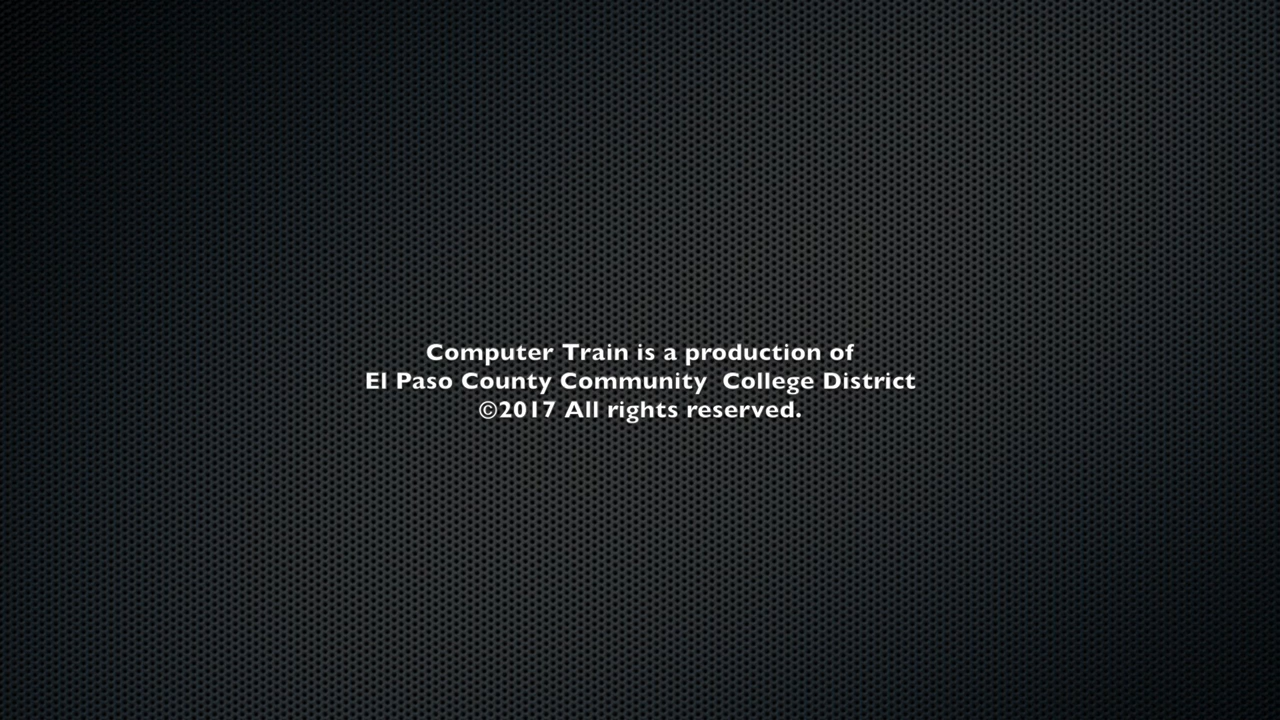 Computer Train is a production of
El Paso County Community  College District
©2017 All rights reserved.